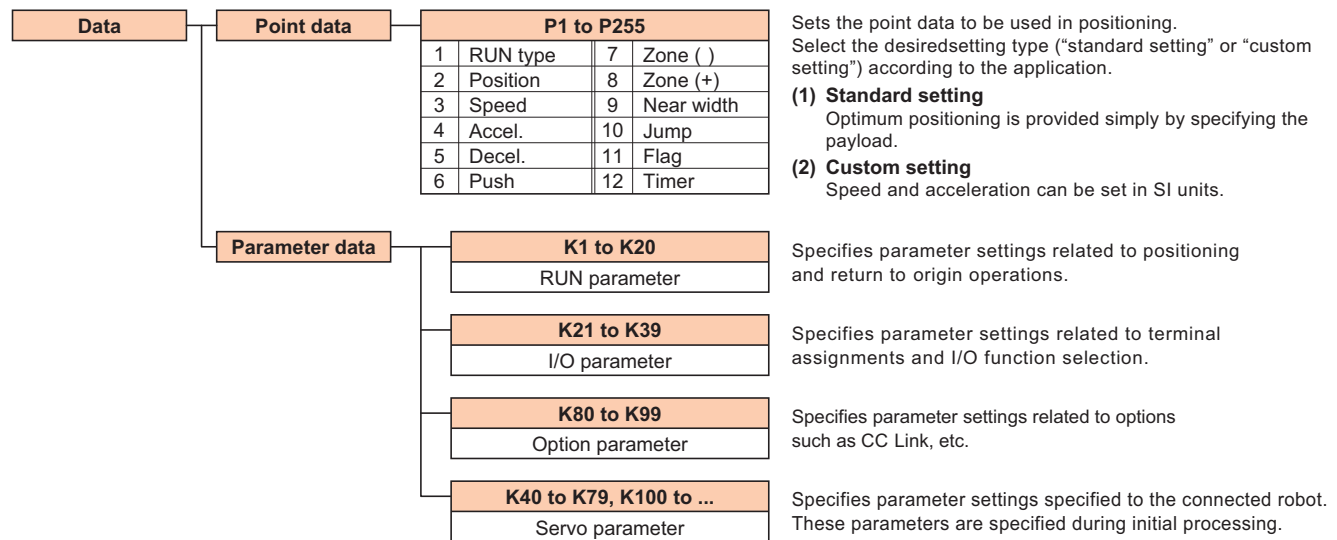 Data
Point data
P1 to P255
1 RUN type 7 Zone ( )
2 Position 8 Zone (+)
3 Speed 9 Near width
4 Accel. 10 Jump
5 Decel. 11 Flag
6 Push 12 Timer
Sets the point data to be used in positioning.
Select the desiredsetting type (“standard setting” or “custom
setting”) according to the application.
(1) Standard setting
Optimum positioning is provided simply by specifying the
payload.
(2) Custom setting
Speed and acceleration can be set in SI units.
Parameter data
K1 to K20
RUN parameter
Specifies parameter settings related to positioning
and return to origin operations.
K21 to K39
I/O parameter
Specifies parameter settings related to terminal
assignments and I/O function selection.
K80 to K99
Option parameter
Specifies parameter settings related to options
such as CC Link, etc.
K40 to K79, K100 to ...
Servo parameter
Specifies parameter settings specified to the connected robot.
These parameters are specified during initial processing.